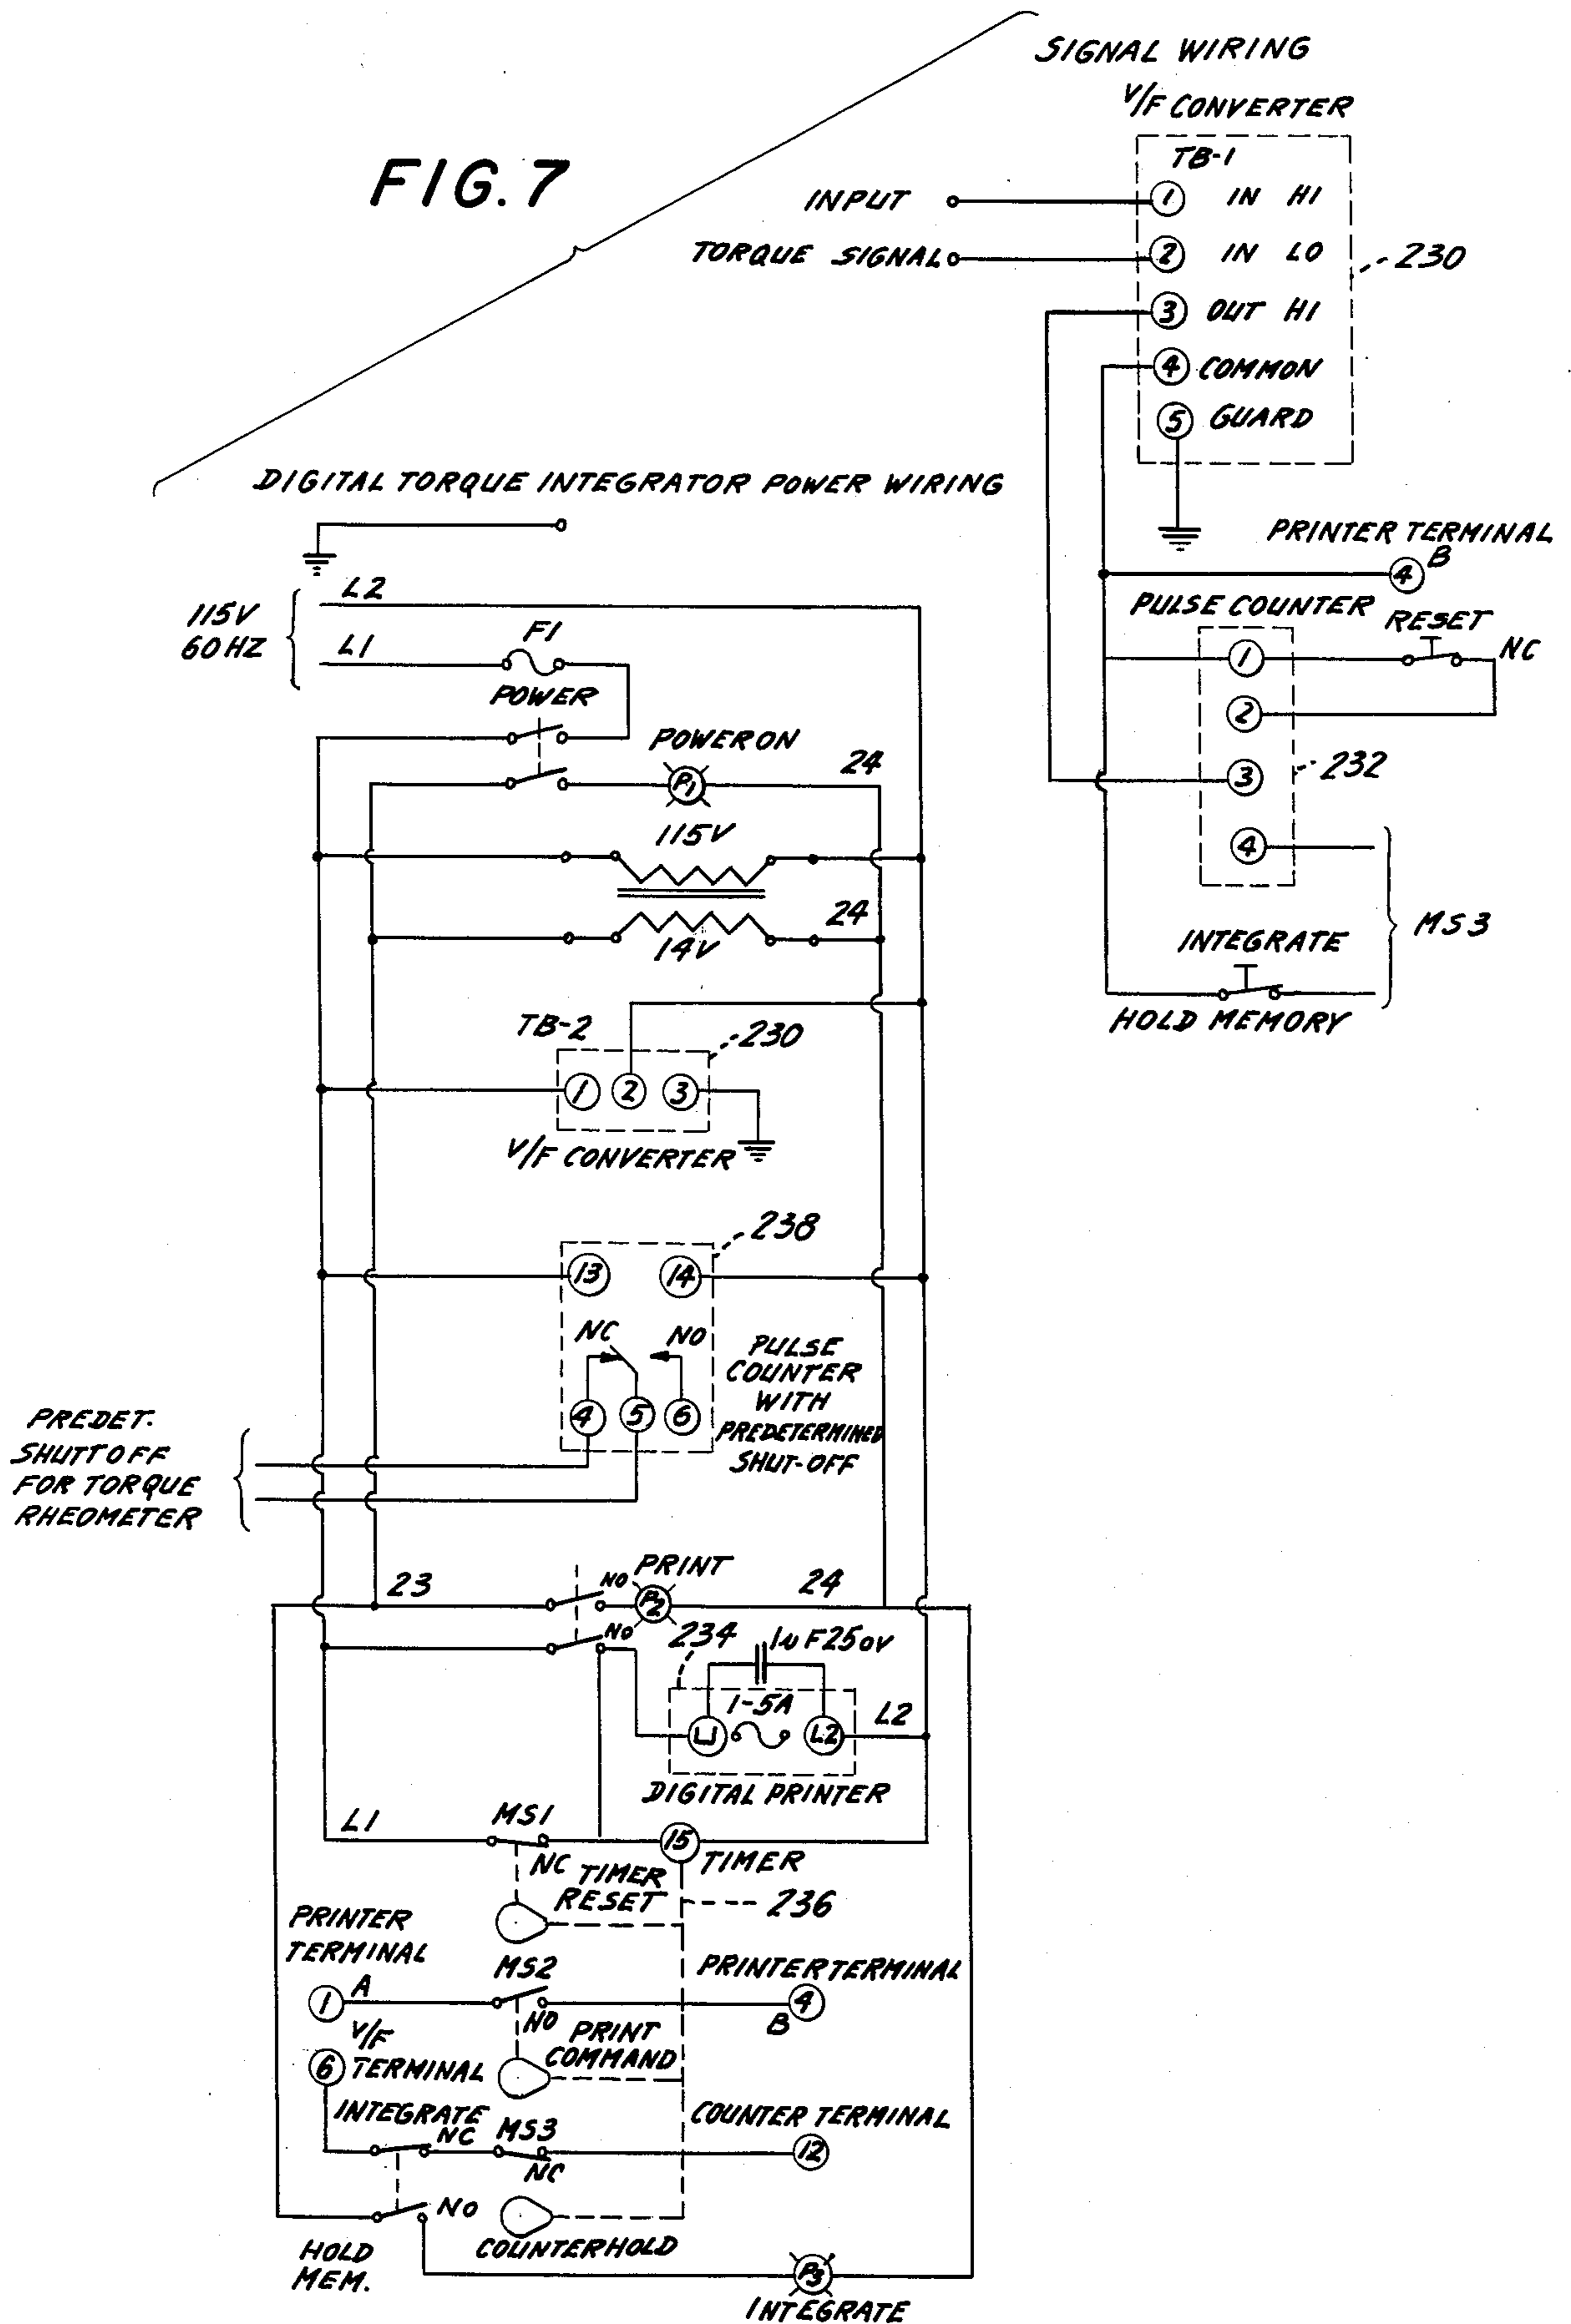 SIGNAL WIRING
V/F CONVERTER
FIG. 7
TB-1
INPUT
1 IN HI
TORQUE SIGNAL
2 IN LO
230
3 OUT HI
4 COMMON
5 GUARD
DIGITAL TORQUE INTEGRATOR POWER WIRING
PRINTER TERMINAL
4 B
L2
115V
60HZ
L1
F1
PULSE COUNTER
RESET
NC
1
2
3
4
232
MS3
INTEGRATE
HOLD MEMORY
POWER
POWER ON
P1
24
115V
24
14V
TB-2
230
1 2 3
V/F CONVERTER
238
13 14
NC NO
4 5 6
PULSE
COUNTER
WITH
PREDETERMINED
SHUT-OFF
PREDET.
SHUTTOFF
FOR TORQUE
RHEOMETER
PRINT
23
NO
P2
24
NO
234
1υF250V
1-5A
L1
L2
L2
DIGITAL PRINTER
L1
MS1
NC
15
TIMER
TIMER
RESET
236
PRINTER
TERMINAL
1 A
MS2
NO
PRINTER TERMINAL
4
B
PRINT
COMMAND
V/F
6 TERMINAL
INTEGRATE
NC
MS3
NC
COUNTER TERMINAL
12
NO
HOLD
MEM.
COUNTERHOLD
P3
INTEGRATE